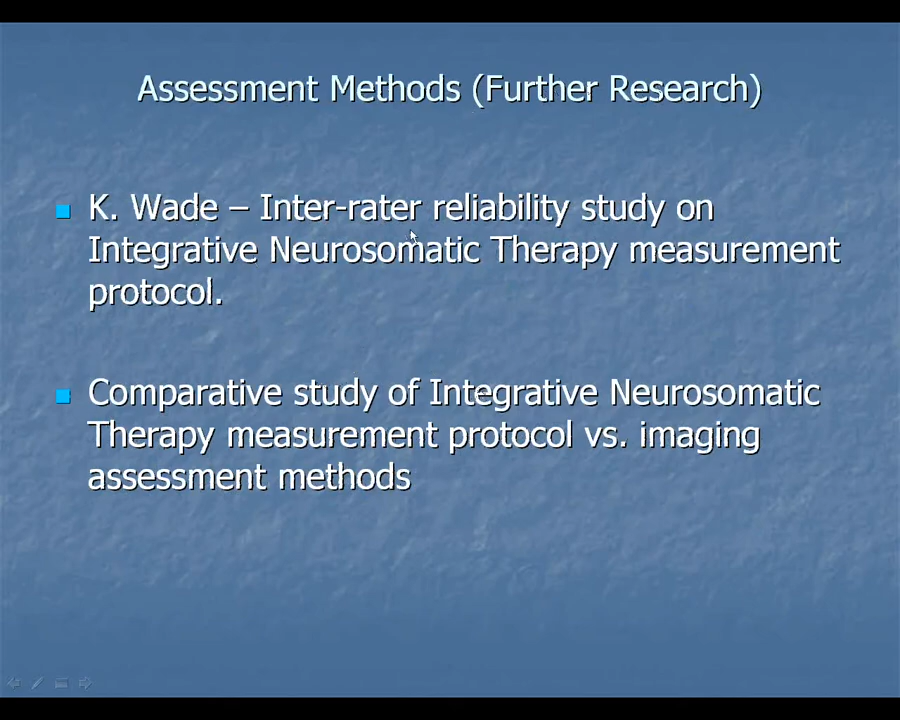 Assessment Methods (Further Research)
K. Wade – Inter-rater reliability study on
Integrative Neurosomatic Therapy measurement
protocol.
Comparative study of Integrative Neurosomatic
Therapy measurement protocol vs. imaging
assessment methods